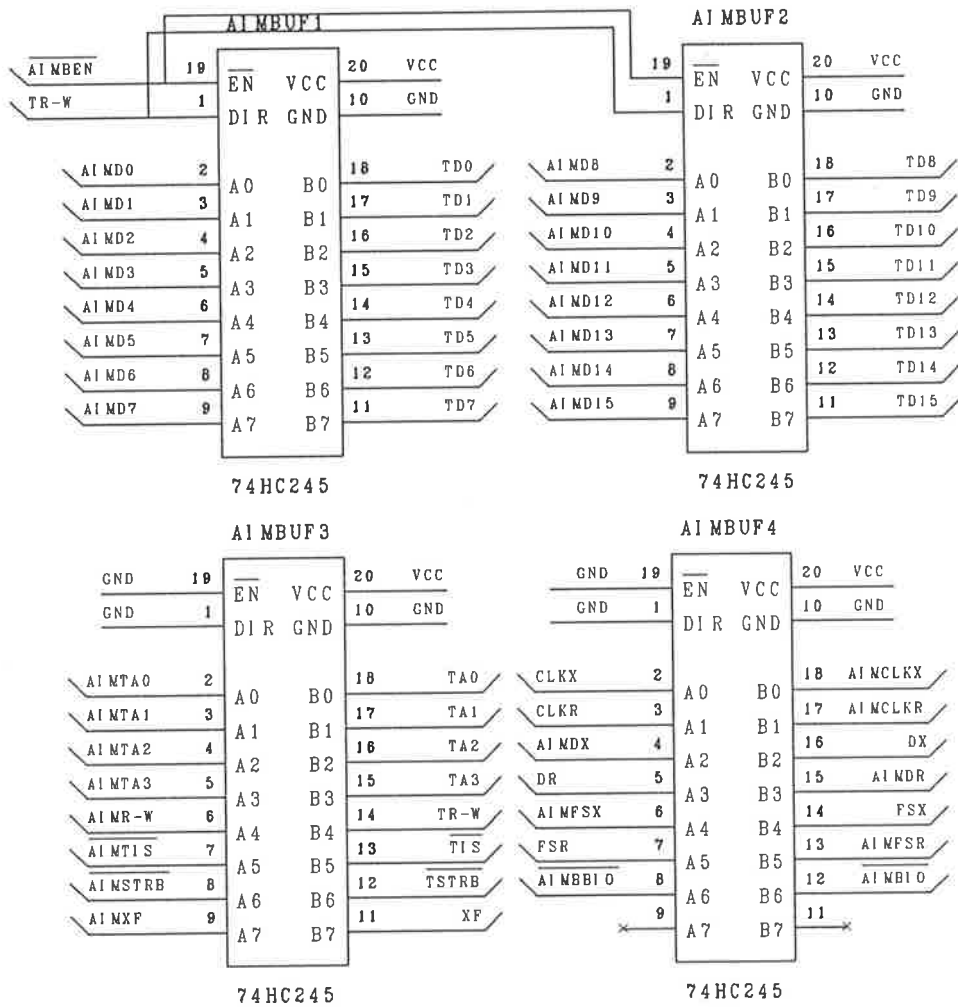 AIMBUF1
AIMBUF2
AIMBEN 19 EN VCC 20 VCC
TR-W 1 DIR GND 10 GND
AIMD0 2 A0 B0 18 TD0
AIMD1 3 A1 B1 17 TD1
AIMD2 4 A2 B2 16 TD2
AIMD3 5 A3 B3 15 TD3
AIMD4 6 A4 B4 14 TD4
AIMD5 7 A5 B5 13 TD5
AIMD6 8 A6 B6 12 TD6
AIMD7 9 A7 B7 11 TD7
74HC245
19 EN VCC 20 VCC
1 DIR GND 10 GND
AIMD8 2 A0 B0 18 TD8
AIMD9 3 A1 B1 17 TD9
AIMD10 4 A2 B2 16 TD10
AIMD11 5 A3 B3 15 TD11
AIMD12 6 A4 B4 14 TD12
AIMD13 7 A5 B5 13 TD13
AIMD14 8 A6 B6 12 TD14
AIMD15 9 A7 B7 11 TD15
74HC245
AIMBUF3
GND 19 EN VCC 20 VCC
GND 1 DIR GND 10 GND
AIMTA0 2 A0 B0 18 TA0
AIMTA1 3 A1 B1 17 TA1
AIMTA2 4 A2 B2 16 TA2
AIMTA3 5 A3 B3 15 TA3
AIMR-W 6 A4 B4 14 TR-W
AIMTIS 7 A5 B5 13 TIS
AIMSTRB 8 A6 B6 12 TSTRB
AIMXF 9 A7 B7 11 XF
74HC245
AIMBUF4
GND 19 EN VCC 20 VCC
GND 1 DIR GND 10 GND
CLKX 2 A0 B0 18 AIMCLKX
CLKR 3 A1 B1 17 AIMCLKR
AIMDX 4 A2 B2 16 DX
DR 5 A3 B3 15 AIMDR
AIMFSX 6 A4 B4 14 FSX
FSR 7 A5 B5 13 AIMFSR
AIMBBIO 8 A6 B6 12 AIMBIO
9 A7 B7 11
74HC245